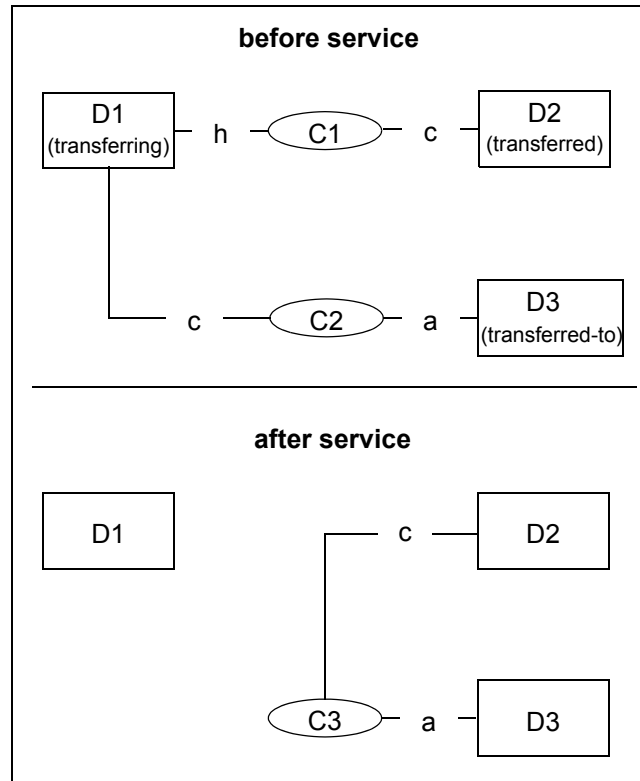 before service
D1
(transferring)
h
C1
c
D2
(transferred)
c
C2
a
D3
(transferred-to)
after service
D1
c
D2
C3
a
D3